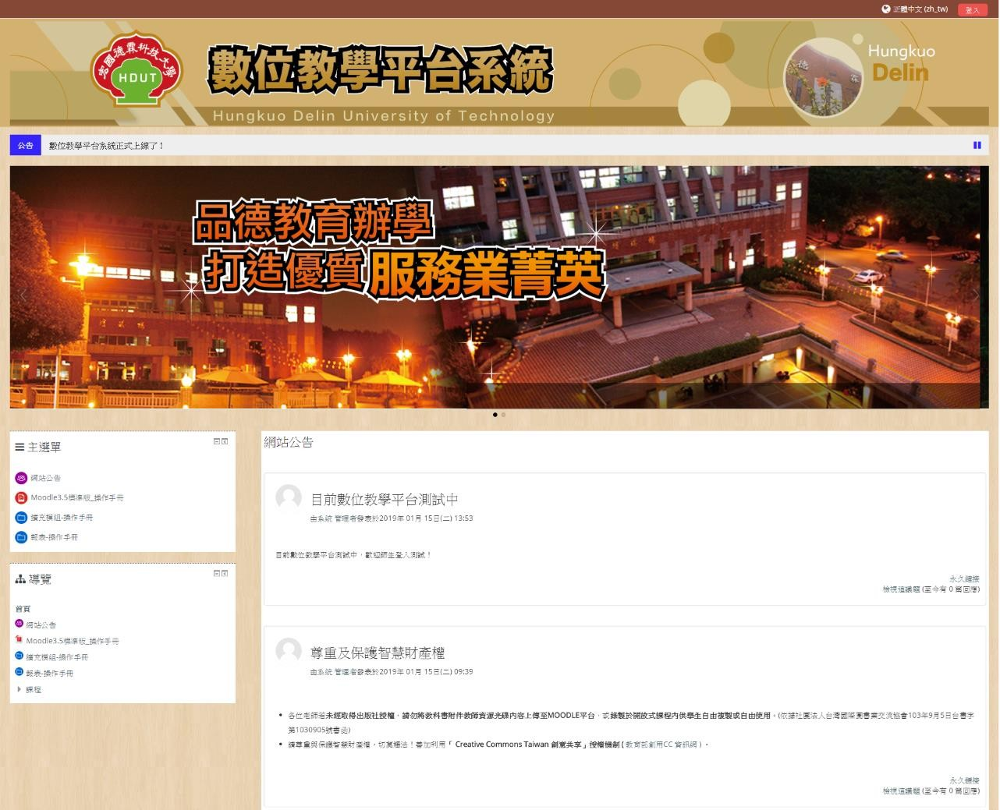 正體中文 (zh_tw)
登入
宏國德霖科技大學
HDUT
數位教學平台系統
Hungkuo Delin University of Technology
德 霖
Hungkuo
Delin
公告
數位教學平台系統正式上線了！
品德教育辦學
打造優質服務業菁英
主選單
網站公告
Moodle3.5標準版_操作手冊
擴充模組-操作手冊
報表-操作手冊
導覽
首頁
網站公告
Moodle3.5標準版_操作手冊
擴充模組-操作手冊
報表-操作手冊
課程
網站公告
目前數位教學平台測試中
由系統 管理者發表於2019年 01月 15日(二) 13:53
目前數位教學平台測試中，歡迎師生登入測試！
永久鏈接
檢視這議題 (至今有 0 篇回應)
尊重及保護智慧財產權
由系統 管理者發表於2019年 01月 15日(二) 09:39
各位老師若未經取得出版社授權，請勿將教科書附件教師資源光碟內容上傳至MOODLE平台，或錄製於開放式課程內供學生自由複製或自由使用。(依據社團法人台灣國際圖書業交流協會103年9月5日台書字
第1030905號書函)
請尊重與保護智慧財產權，切莫觸法！善加利用「 Creative Commons Taiwan 創意共享」授權機制 ( 教育部創用CC 資訊網 ) 。
永久鏈接
檢視這議題 (至今有 0 篇回應)